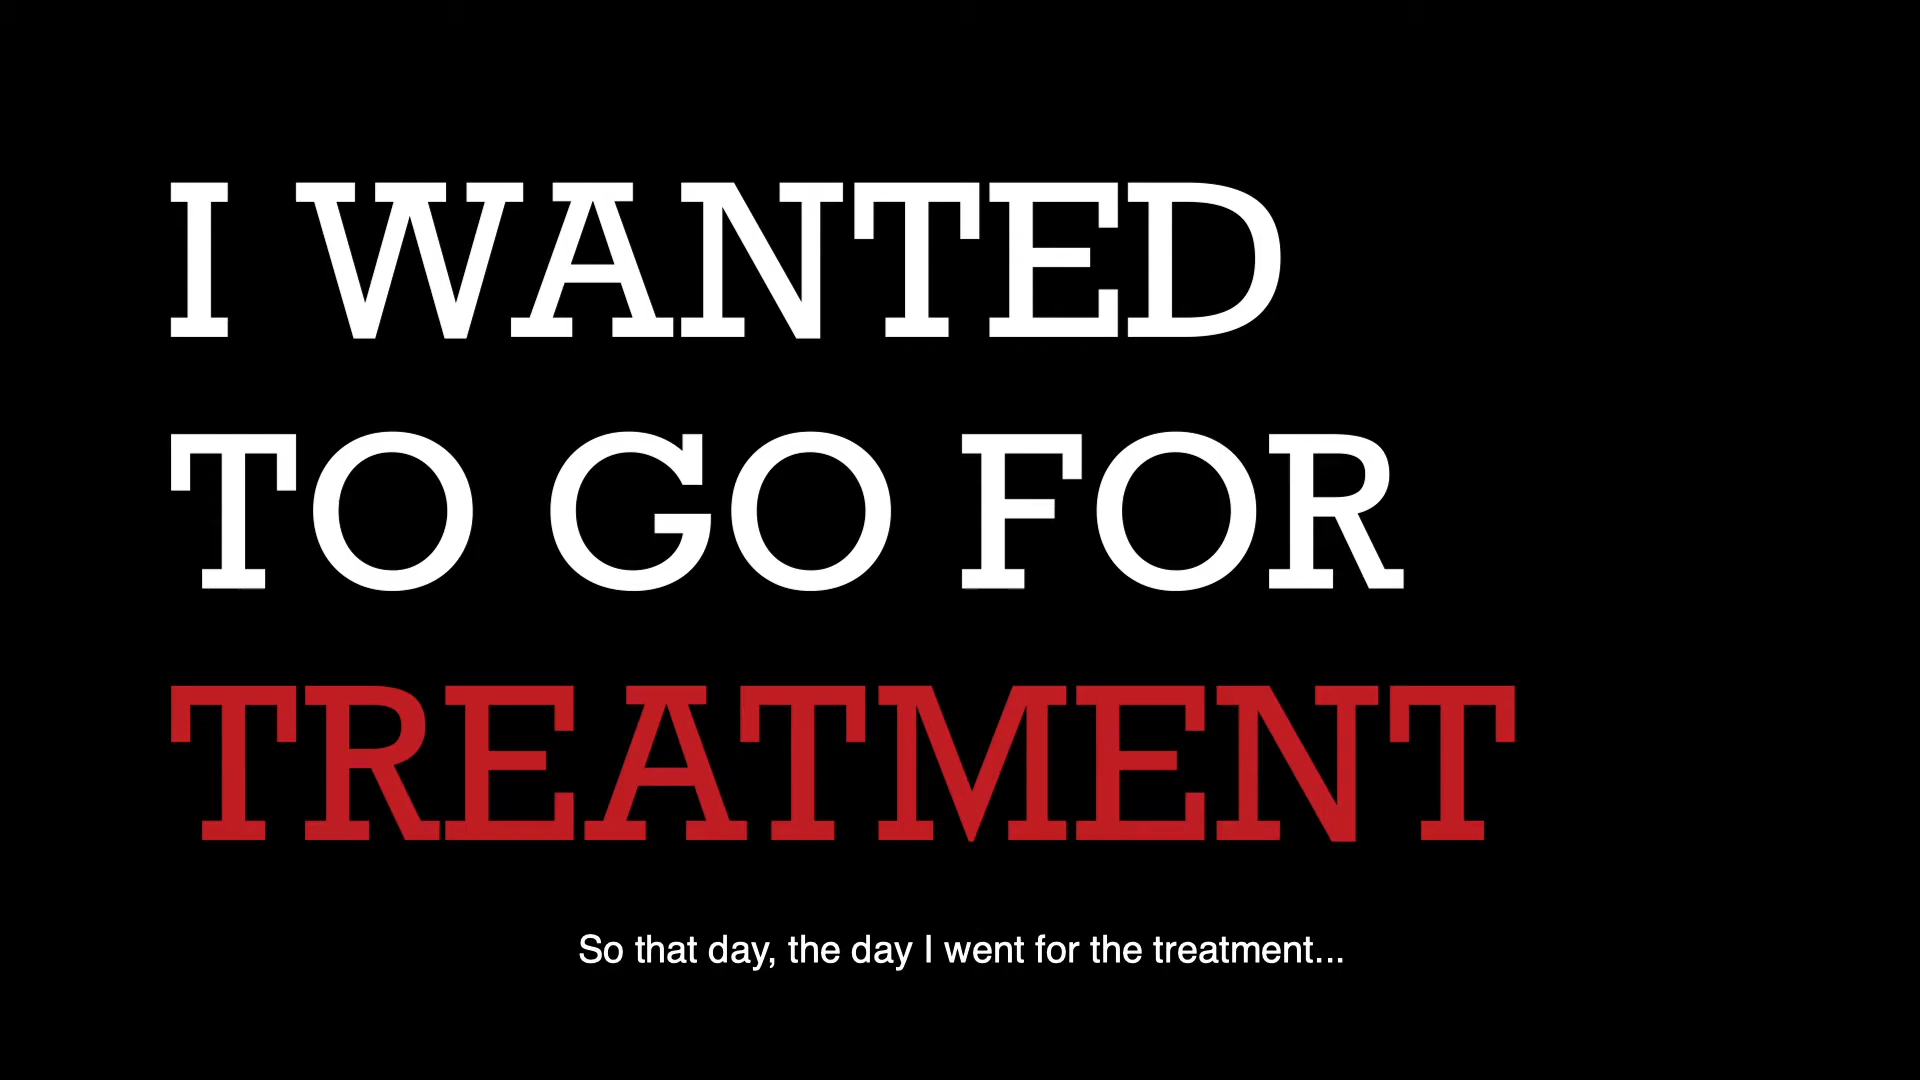 I WANTED
TO GO FOR
TREATMENT
So that day, the day I went for the treatment...